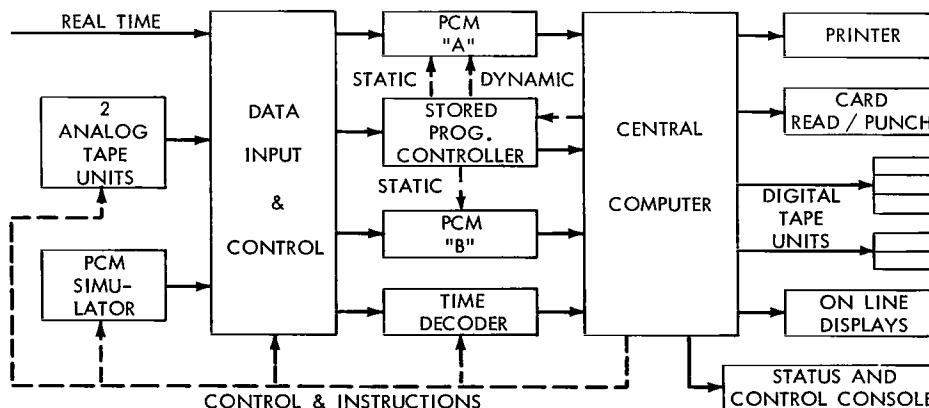 REAL TIME
2
ANALOG
TAPE
UNITS
PCM
SIMU-
LATOR
DATA
INPUT
&
CONTROL
PCM
"A"
STATIC
DYNAMIC
STORED
PROG.
CONTROLLER
STATIC
PCM
"B"
TIME
DECODER
CENTRAL
COMPUTER
PRINTER
CARD
READ / PUNCH
DIGITAL
TAPE
UNITS
ON LINE
DISPLAYS
STATUS AND
CONTROL CONSOLE
CONTROL & INSTRUCTIONS